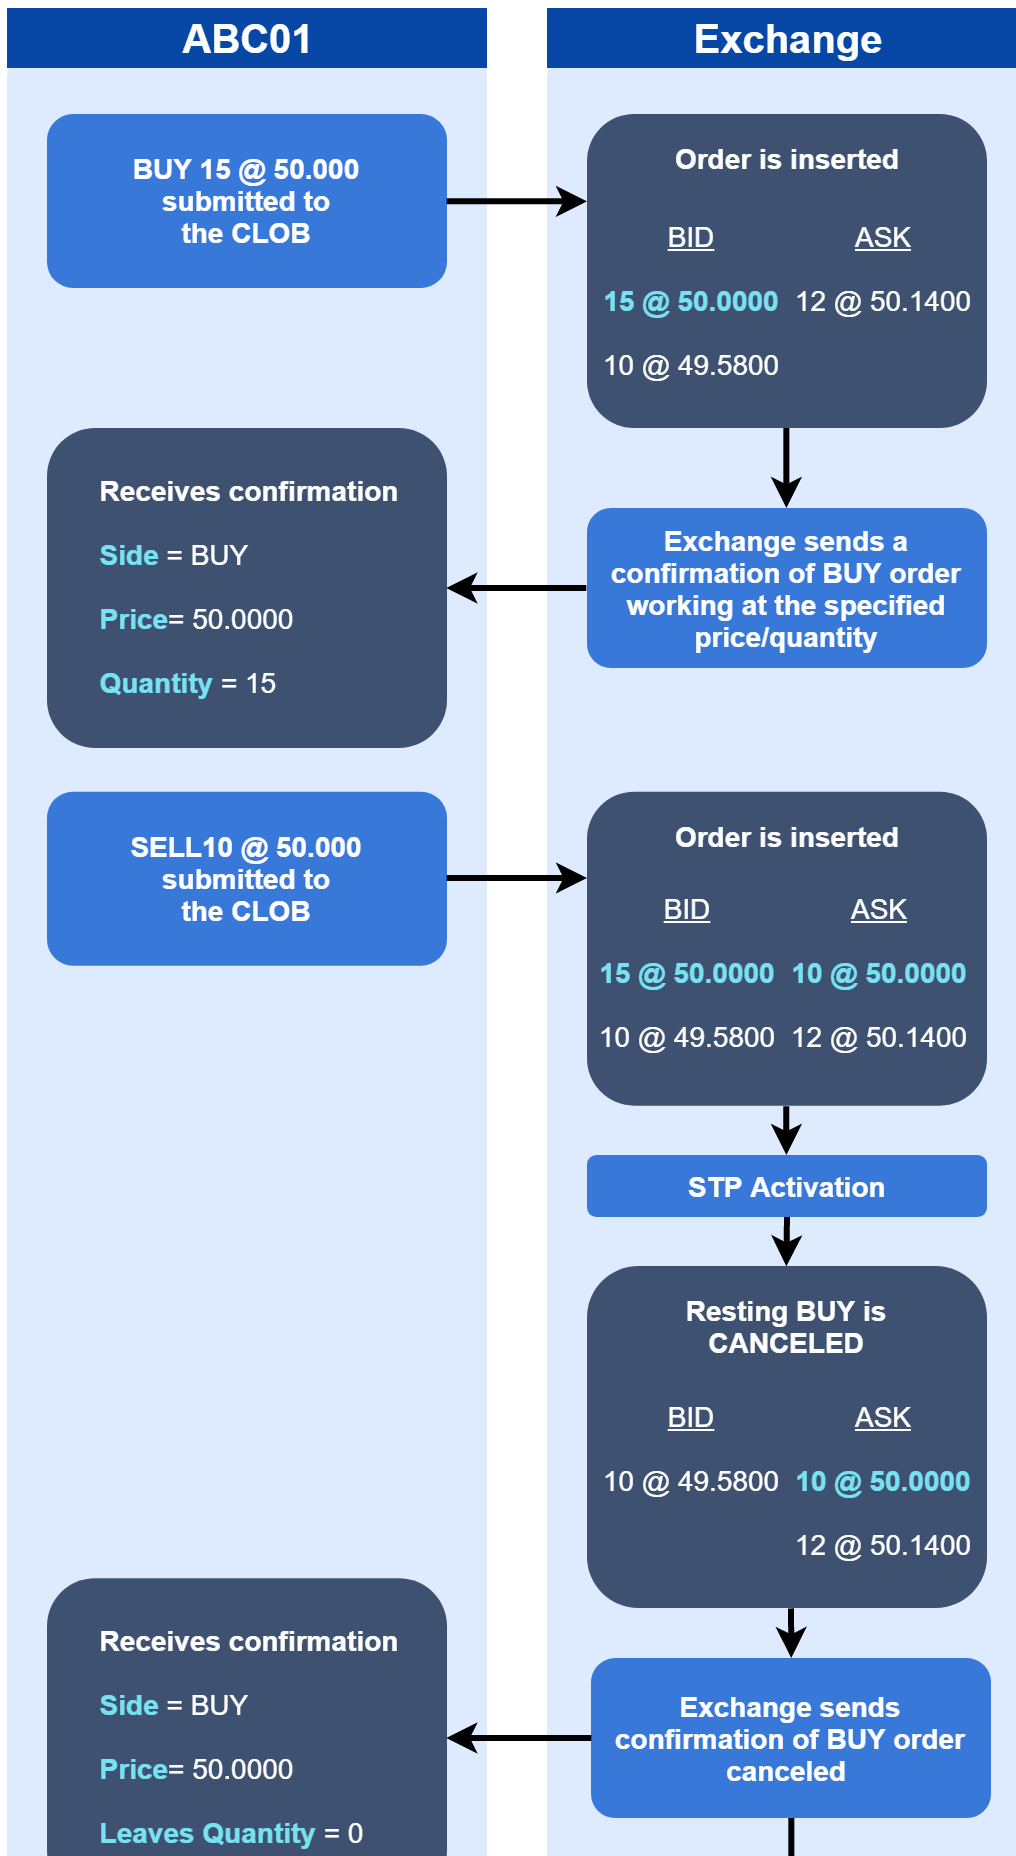 ABC01
Exchange
BUY 15 @ 50.000
submitted to
the CLOB
Order is inserted
BID ASK
15 @ 50.0000 12 @ 50.1400
10 @ 49.5800
Receives confirmation
Side = BUY
Price= 50.0000
Quantity = 15
Exchange sends a
confirmation of BUY order
working at the specified
price/quantity
SELL10 @ 50.000
submitted to
the CLOB
Order is inserted
BID ASK
15 @ 50.0000 10 @ 50.0000
10 @ 49.5800 12 @ 50.1400
STP Activation
Resting BUY is
CANCELED
BID ASK
10 @ 49.5800 10 @ 50.0000
12 @ 50.1400
Receives confirmation
Side = BUY
Price= 50.0000
Leaves Quantity = 0
Exchange sends
confirmation of BUY order
canceled